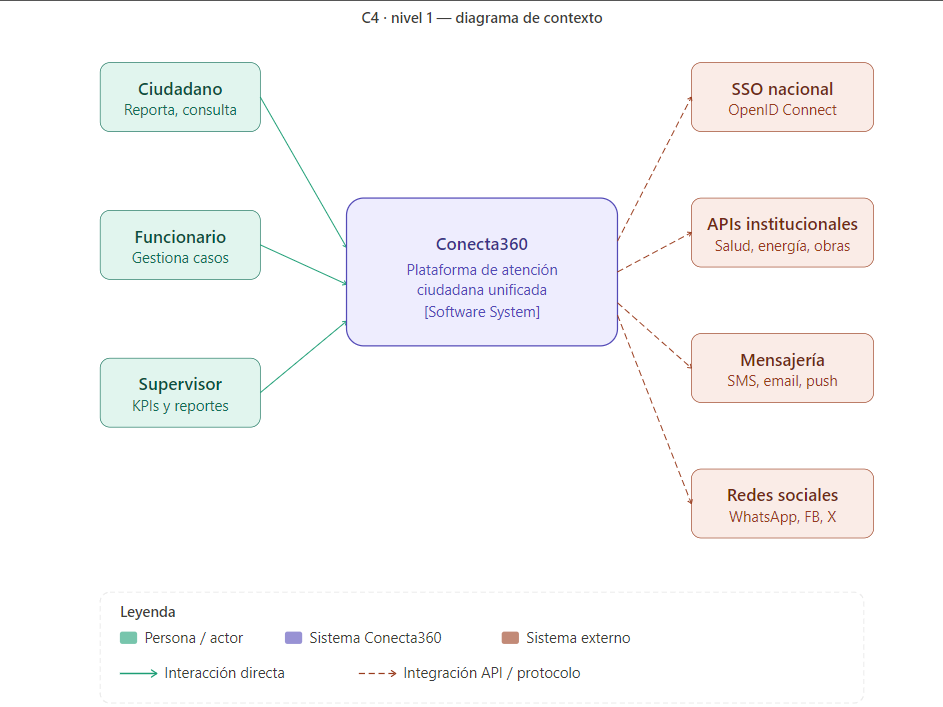 C4 · nivel 1 — diagrama de contexto
Ciudadano
Reporta, consulta
Funcionario
Gestiona casos
Supervisor
KPIs y reportes
Conecta360
Plataforma de atención
ciudadana unificada
[Software System]
SSO nacional
OpenID Connect
APIs institucionales
Salud, energía, obras
Mensajería
SMS, email, push
Redes sociales
WhatsApp, FB, X
Leyenda
Persona / actor
Sistema Conecta360
Sistema externo
Interacción directa
Integración API / protocolo